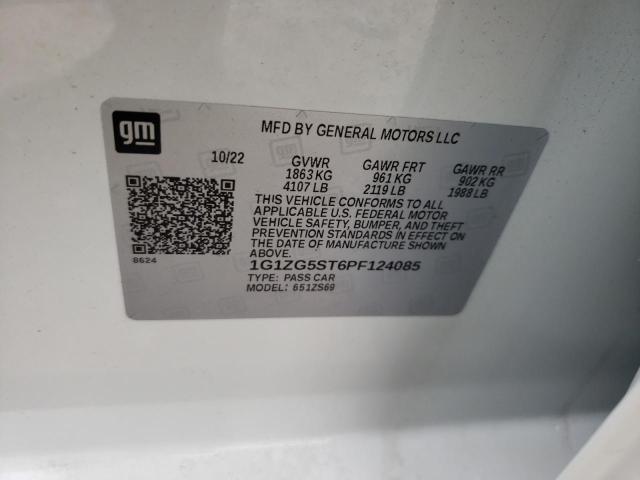 gm
MFD BY GENERAL MOTORS LLC
10/22 GVWR GAWR FRT GAWR RR
1863 KG 961 KG 902 KG
4107 LB 2119 LB 1988 LB
THIS VEHICLE CONFORMS TO ALL
APPLICABLE U.S. FEDERAL MOTOR
VEHICLE SAFETY, BUMPER, AND THEFT
PREVENTION STANDARDS IN EFFECT ON
THE DATE OF MANUFACTURE SHOWN
ABOVE.
8624
1G1ZG5ST6PF124085
TYPE: PASS CAR
MODEL: 651ZS69